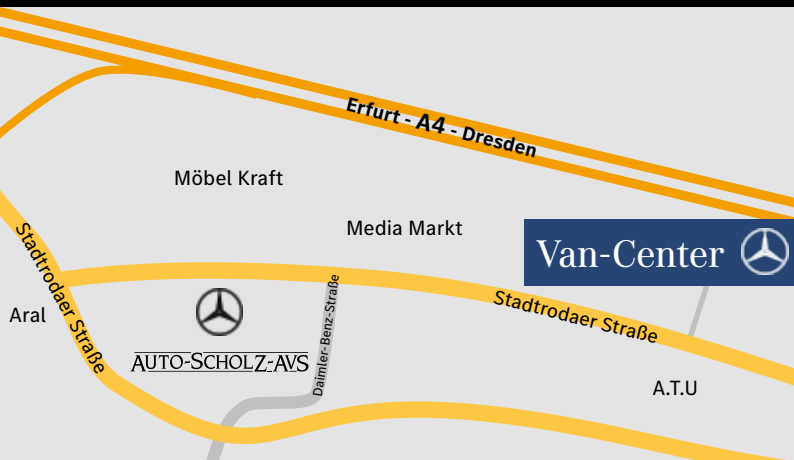 Erfurt - A4 - Dresden
Möbel Kraft
Media Markt
Van-Center
Stadtrodaer Straße
Daimler-Benz-Straße
Stadtrodaer Straße
Aral
AUTO-SCHOLZ-AVS
A.T.U